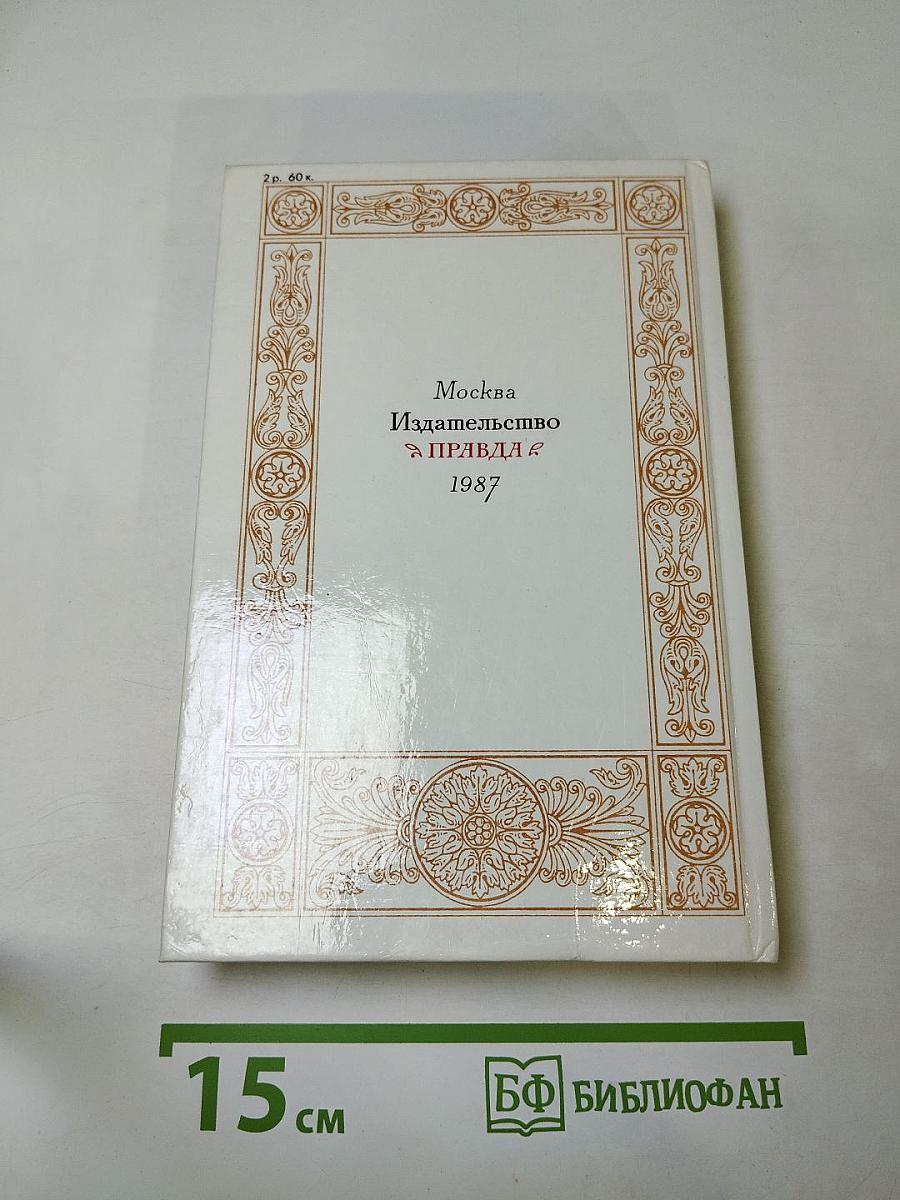 2 р. 60 к.
Москва
Издательство
ПРАВДА
1987
15 см
БФ БИБЛИОФАН